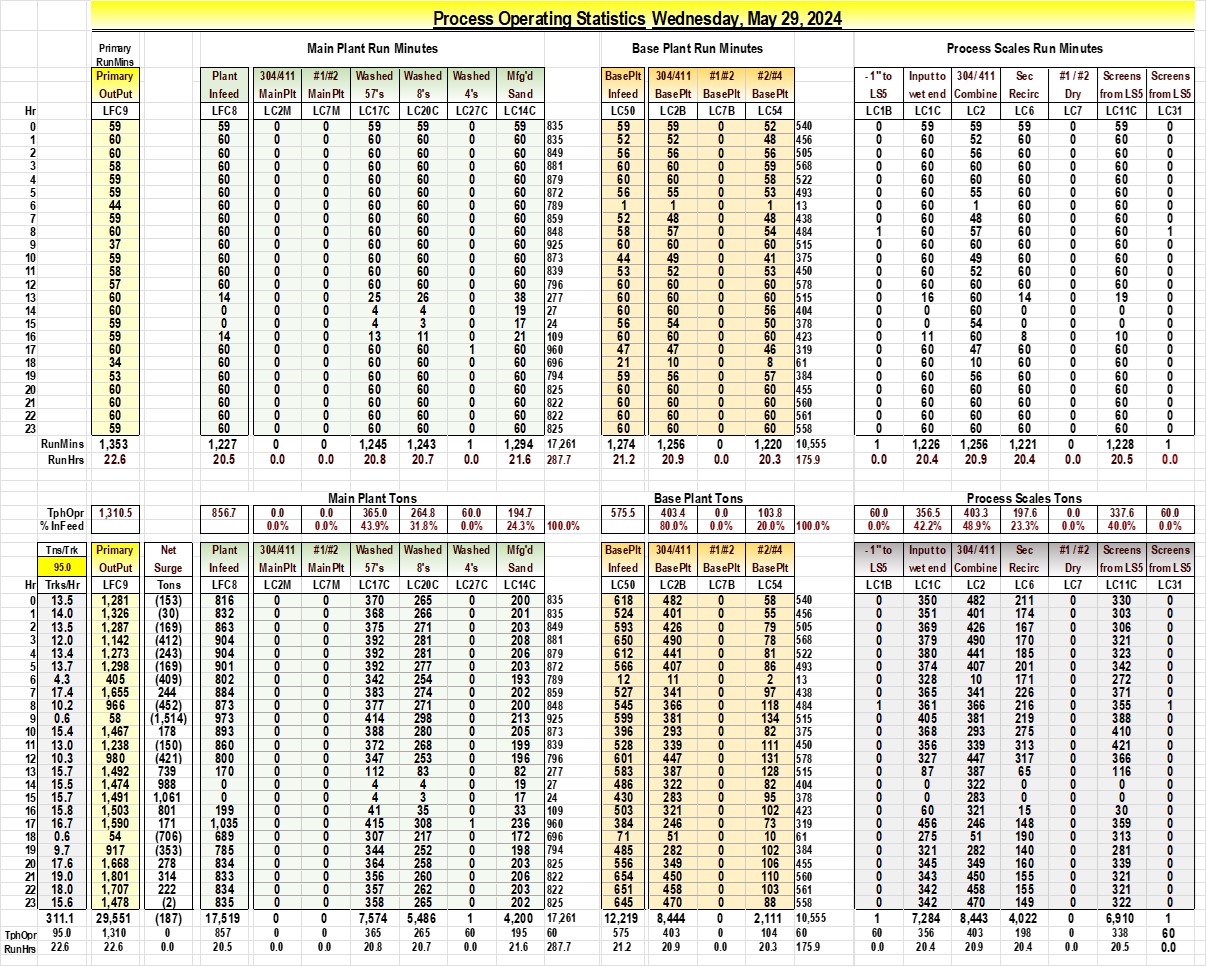 Process Operating Statistics Wednesday, May 29, 2024
Primary Main Plant Run Minutes Base Plant Run Minutes Process Scales Run Minutes
RunMins
Primary Plant 304/411 #1/#2 Washed Washed Washed Mfg'd BasePlt 304/411 #1/#2 #2/#4 - 1" to Input to 304/ 411 Sec #1 / #2 Screens Screens
OutPut Infeed MainPlt MainPlt 57's 8's 4's Sand Infeed BasePlt BasePlt BasePlt LS5 wet end Combine Recirc Dry from LS5 from LS5
Hr LFC9 LFC8 LC2M LC7M LC17C LC20C LC27C LC14C LC50 LC2B LC7B LC54 LC1B LC1C LC2 LC6 LC7 LC11C LC31
0 59 59 0 0 59 59 0 59 835 59 59 0 52 540 0 59 59 59 0 59 0
1 60 60 0 0 60 60 0 60 835 52 52 0 48 456 0 60 52 60 0 60 0
2 60 60 0 0 60 60 0 60 849 56 56 0 56 505 0 60 56 60 0 60 0
3 58 60 0 0 60 60 0 60 881 60 60 0 59 568 0 60 60 60 0 60 0
4 59 60 0 0 60 60 0 60 879 60 60 0 58 522 0 60 60 60 0 60 0
5 59 60 0 0 60 60 0 60 872 56 55 0 53 493 0 60 55 60 0 60 0
6 44 60 0 0 60 60 0 60 789 1 1 0 1 13 0 60 1 60 0 60 0
7 59 60 0 0 60 60 0 60 859 52 48 0 48 438 0 60 48 60 0 60 0
8 60 60 0 0 60 60 0 60 848 58 57 0 54 484 1 60 57 60 0 60 1
9 37 60 0 0 60 60 0 60 925 60 60 0 60 515 0 60 60 60 0 60 0
10 59 60 0 0 60 60 0 60 873 44 49 0 41 375 0 60 49 60 0 60 0
11 58 60 0 0 60 60 0 60 839 53 52 0 53 450 0 60 52 60 0 60 0
12 57 60 0 0 60 60 0 60 796 60 60 0 60 578 0 60 60 60 0 60 0
13 60 14 0 0 25 26 0 38 277 60 60 0 60 515 0 16 60 14 0 19 0
14 60 0 0 0 4 4 0 19 27 60 60 0 56 404 0 0 60 0 0 0 0
15 59 0 0 0 4 3 0 17 24 56 54 0 50 378 0 0 54 0 0 0 0
16 59 14 0 0 13 11 0 21 109 60 60 0 60 423 0 11 60 8 0 10 0
17 60 60 0 0 60 60 1 60 960 47 47 0 46 319 0 60 47 60 0 60 0
18 34 60 0 0 60 60 0 60 696 21 10 0 8 61 0 60 10 60 0 60 0
19 53 60 0 0 60 60 0 60 794 59 56 0 57 384 0 60 56 60 0 60 0
20 60 60 0 0 60 60 0 60 825 60 60 0 60 455 0 60 60 60 0 60 0
21 60 60 0 0 60 60 0 60 822 60 60 0 60 560 0 60 60 60 0 60 0
22 60 60 0 0 60 60 0 60 822 60 60 0 60 561 0 60 60 60 0 60 0
23 59 60 0 0 60 60 0 60 825 60 60 0 60 558 0 60 60 60 0 60 0
RunMins 1,353 1,227 0 0 1,245 1,243 1 1,294 17,261 1,274 1,256 0 1,220 10,555 1 1,226 1,256 1,221 0 1,228 1
RunHrs 22.6 20.5 0.0 0.0 20.8 20.7 0.0 21.6 287.7 21.2 20.9 0.0 20.3 175.9 0.0 20.4 20.9 20.4 0.0 20.5 0.0
Main Plant Tons Base Plant Tons Process Scales Tons
TphOpr 1,310.5 856.7 0.0 0.0 365.0 264.8 60.0 194.7 575.5 403.4 0.0 103.8 60.0 356.5 403.3 197.6 0.0 337.6 60.0
% InFeed 0.0% 0.0% 43.9% 31.8% 0.0% 24.3% 100.0% 80.0% 0.0% 20.0% 100.0% 0.0% 42.2% 48.9% 23.3% 0.0% 40.0% 0.0%
Tns/Trk Primary Net Plant 304/411 #1/#2 Washed Washed Washed Mfg'd BasePlt 304/411 #1/#2 #2/#4 - 1" to Input to 304/ 411 Sec #1 / #2 Screens Screens
95.0 OutPut Surge Infeed MainPlt MainPlt 57's 8's 4's Sand Infeed BasePlt BasePlt BasePlt LS5 wet end Combine Recirc Dry from LS5 from LS5
Hr Trks/Hr LFC9 Tons LFC8 LC2M LC7M LC17C LC20C LC27C LC14C LC50 LC2B LC7B LC54 LC1B LC1C LC2 LC6 LC7 LC11C LC31
0 13.5 1,281 (153) 816 0 0 370 265 0 200 835 618 482 0 58 540 0 350 482 211 0 330 0
1 14.0 1,326 (30) 832 0 0 368 266 0 201 835 524 401 0 55 456 0 351 401 174 0 303 0
2 13.5 1,287 (169) 863 0 0 375 271 0 203 849 593 426 0 79 505 0 369 426 167 0 306 0
3 12.0 1,142 (412) 904 0 0 392 281 0 208 881 650 490 0 78 568 0 379 490 170 0 321 0
4 13.4 1,273 (243) 904 0 0 392 281 0 206 879 612 441 0 81 522 0 380 441 185 0 323 0
5 13.7 1,298 (169) 901 0 0 392 277 0 203 872 566 407 0 86 493 0 374 407 201 0 342 0
6 4.3 405 (409) 802 0 0 342 254 0 193 789 12 11 0 2 13 0 328 10 171 0 272 0
7 17.4 1,655 244 884 0 0 383 274 0 202 859 527 341 0 97 438 0 365 341 226 0 371 0
8 10.2 966 (452) 873 0 0 377 271 0 200 848 545 366 0 118 484 1 361 366 216 0 355 1
9 0.6 58 (1,514) 973 0 0 414 298 0 213 925 599 381 0 134 515 0 405 381 219 0 388 0
10 15.4 1,467 178 893 0 0 388 280 0 205 873 396 293 0 82 375 0 368 293 275 0 410 0
11 13.0 1,238 (150) 860 0 0 372 268 0 199 839 528 339 0 111 450 0 356 339 313 0 421 0
12 10.3 980 (421) 800 0 0 347 253 0 196 796 601 447 0 131 578 0 327 447 317 0 366 0
13 15.7 1,492 739 170 0 0 112 83 0 82 277 583 387 0 128 515 0 87 387 65 0 116 0
14 15.5 1,474 988 0 0 0 4 4 0 19 27 486 322 0 82 404 0 0 322 0 0 0 0
15 15.7 1,491 1,061 0 0 0 4 3 0 17 24 430 283 0 95 378 0 0 283 0 0 0 0
16 15.8 1,503 801 199 0 0 41 35 0 33 109 503 321 0 102 423 0 60 321 15 0 30 0
17 16.7 1,590 171 1,035 0 0 415 308 1 236 960 384 246 0 73 319 0 456 246 148 0 359 0
18 0.6 54 (706) 689 0 0 307 217 0 172 696 71 51 0 10 61 0 275 51 190 0 313 0
19 9.7 917 (353) 785 0 0 344 252 0 198 794 485 282 0 102 384 0 321 282 140 0 281 0
20 17.6 1,668 278 834 0 0 364 258 0 203 825 556 349 0 106 455 0 345 349 160 0 339 0
21 19.0 1,801 314 833 0 0 356 260 0 206 822 654 450 0 110 560 0 343 450 155 0 321 0
22 18.0 1,707 222 834 0 0 357 262 0 203 822 651 458 0 103 561 0 342 458 155 0 321 0
23 15.6 1,478 (2) 835 0 0 358 265 0 202 825 645 470 0 88 558 0 342 470 149 0 322 0
311.1 29,551 (187) 17,519 0 0 7,574 5,486 1 4,200 17,261 12,219 8,444 0 2,111 10,555 1 7,284 8,443 4,022 0 6,910 1
TphOpr 95.0 1,310 0 857 0 0 365 265 60 195 60 575 403 0 104 60 60 356 403 198 0 338 60
RunHrs 22.6 22.6 0.0 20.5 0.0 0.0 20.8 20.7 0.0 21.6 287.7 21.2 20.9 0.0 20.3 175.9 0.0 20.4 20.9 20.4 0.0 20.5 0.0